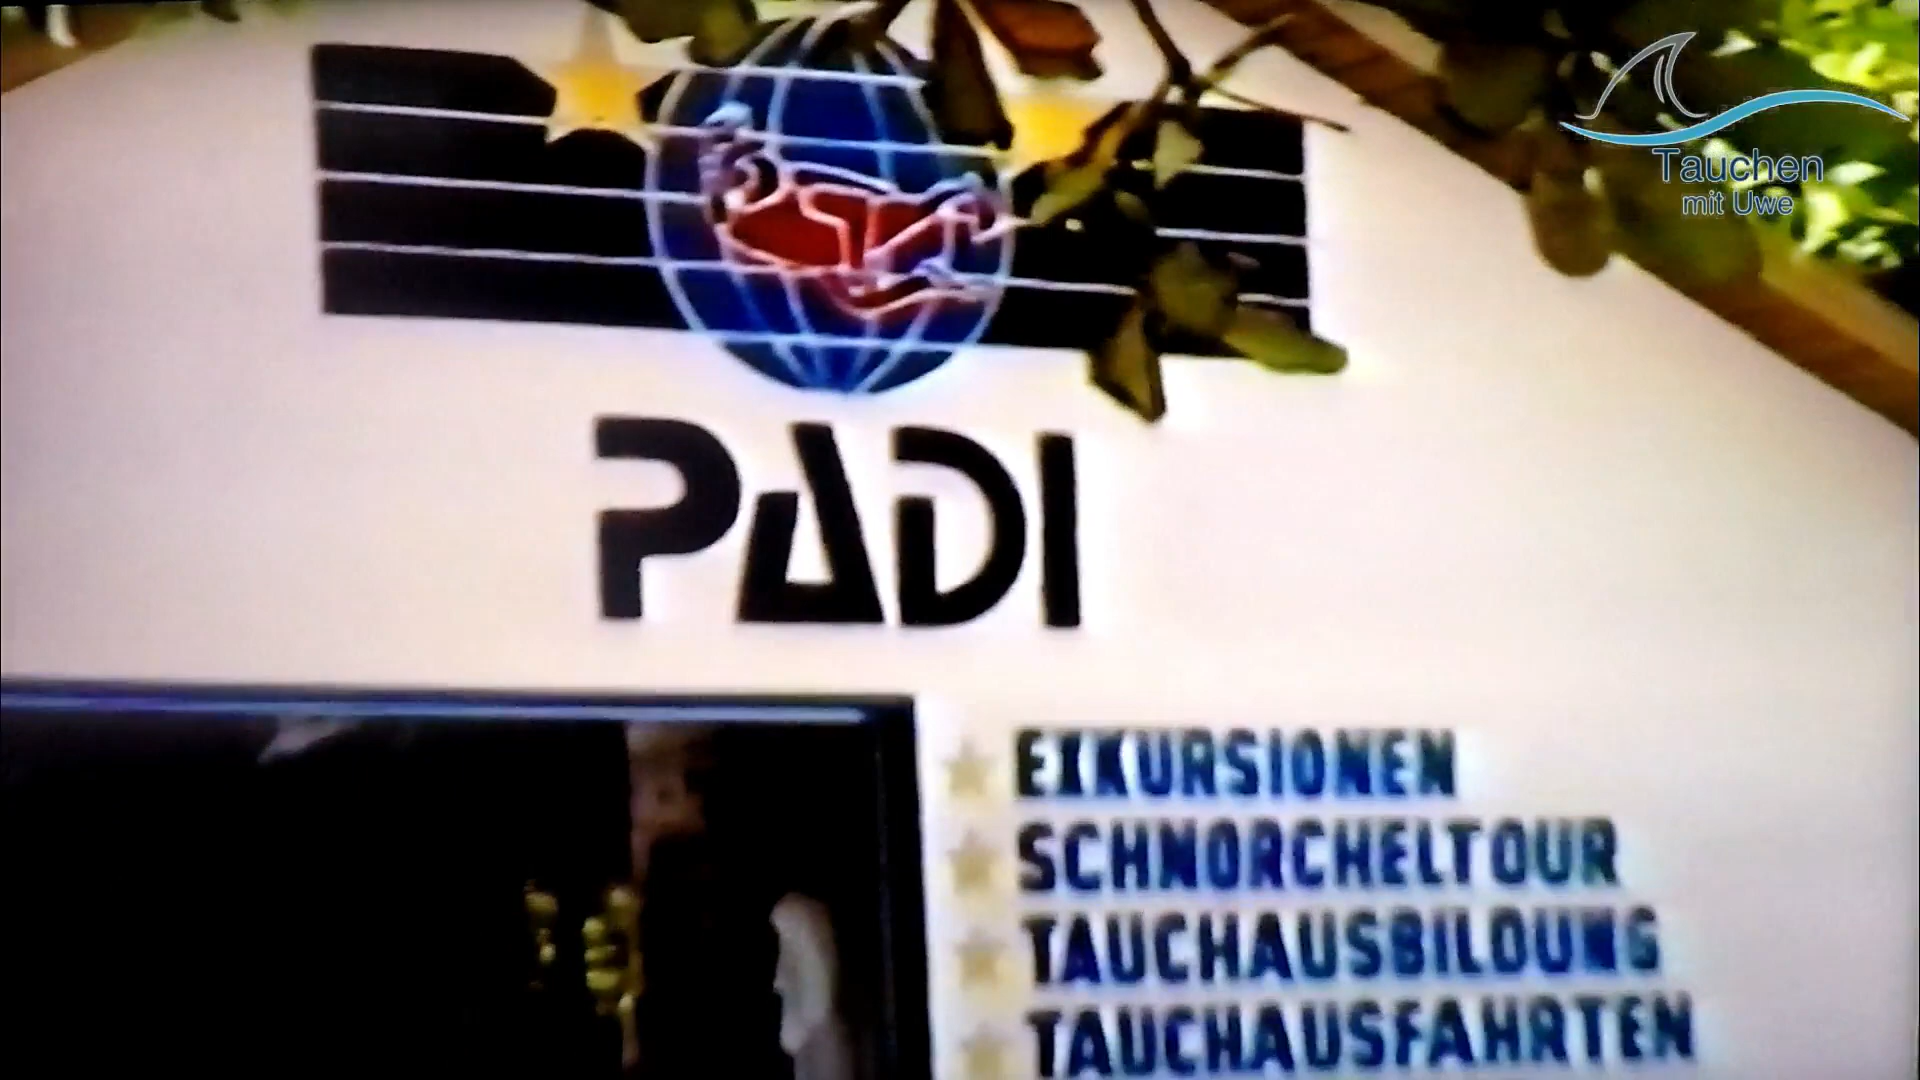 Tauchen
mit Uwe
PADI
EXKURSIONEN
SCHNORCHELTOUR
TAUCHAUSBILDUNG
TAUCHAUSFAHRTEN